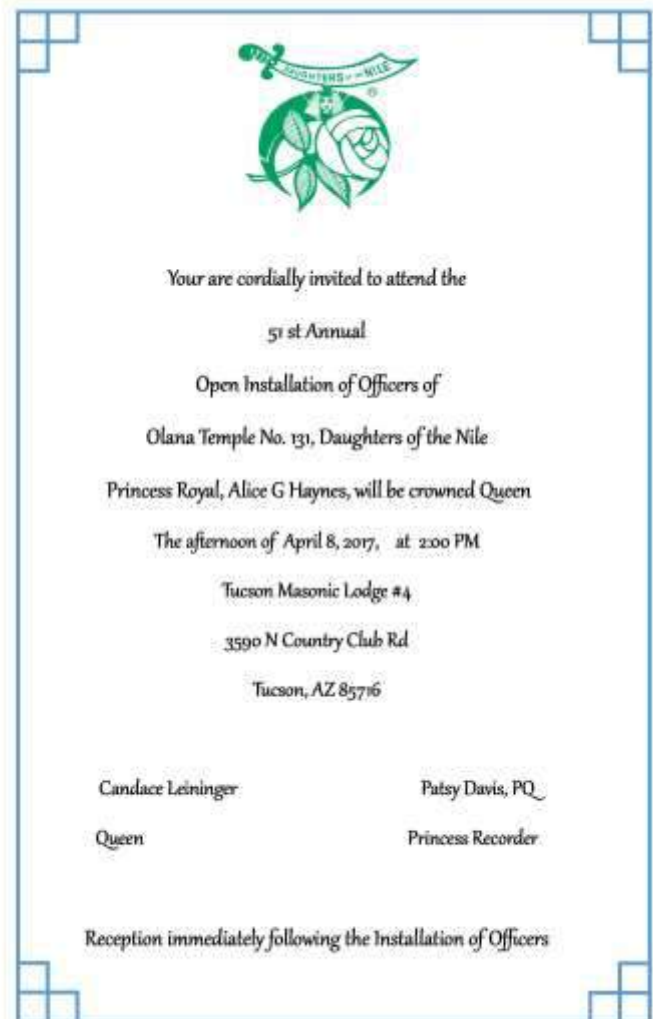 DAUGHTERS OF THE NILE
®
Your are cordially invited to attend the
51 st Annual
Open Installation of Officers of
Olana Temple No. 131, Daughters of the Nile
Princess Royal, Alice G Haynes, will be crowned Queen
The afternoon of April 8, 2017, at 2:00 PM
Tucson Masonic Lodge #4
3590 N Country Club Rd
Tucson, AZ 85716
Candace Leininger Patsy Davis, PQ
Queen Princess Recorder
Reception immediately following the Installation of Officers